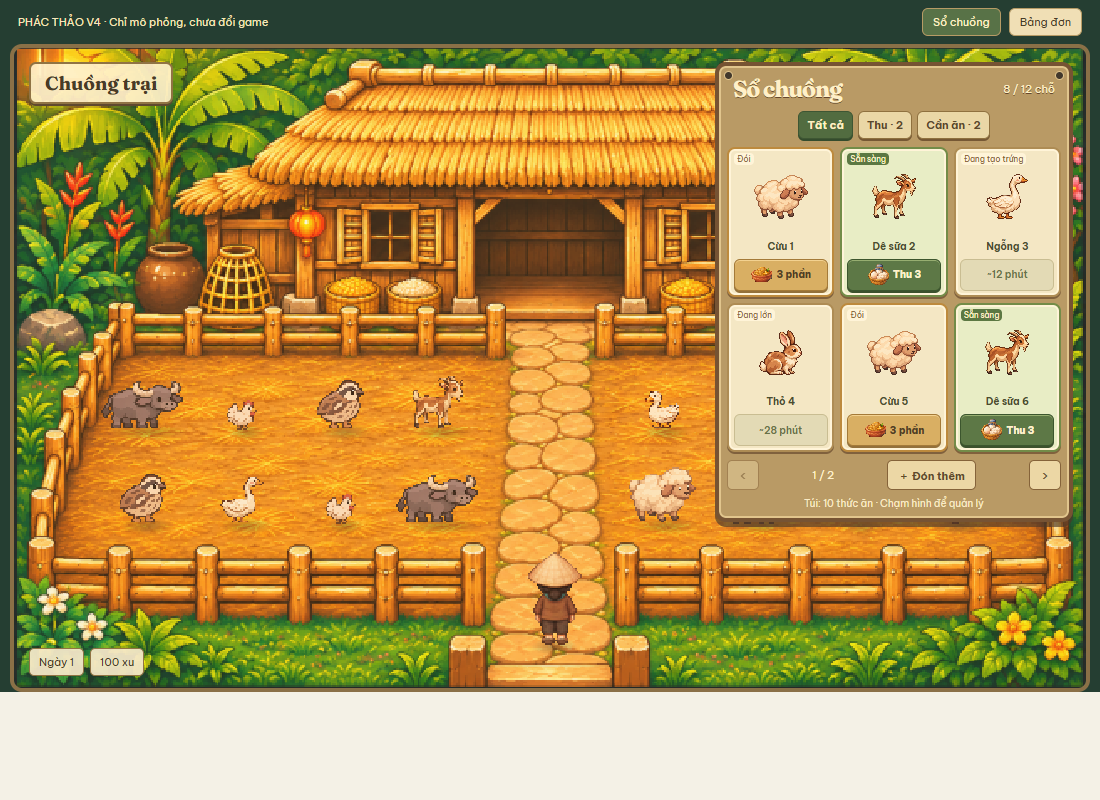 PHÁC THẢO V4 · Chỉ mô phỏng, chưa đổi game
Sổ chuồng
Bảng đơn
Chuồng trại
Sổ chuồng
8 / 12 chỗ
Tất cả
Thu · 2
Cần ăn · 2
Đói
Cừu 1
3 phần
Sẵn sàng
Dê sữa 2
Thu 3
Đang tạo trứng
Ngỗng 3
~12 phút
Đang lớn
Thỏ 4
~28 phút
Đói
Cừu 5
3 phần
Sẵn sàng
Dê sữa 6
Thu 3
‹
1 / 2
+ Đón thêm
›
Túi: 10 thức ăn · Chạm hình để quản lý
Ngày 1
100 xu